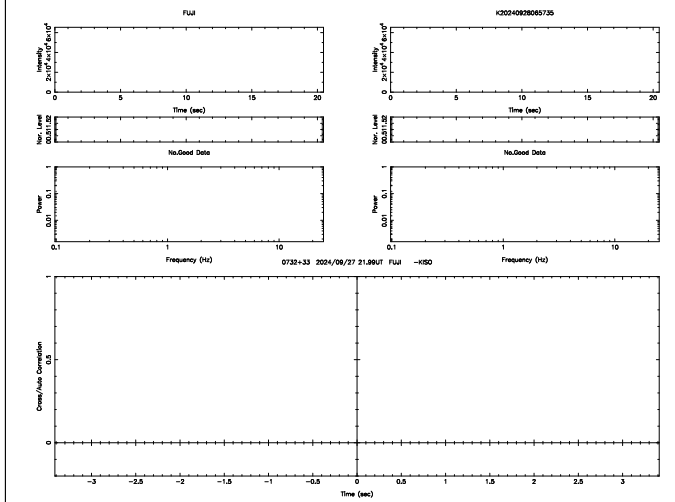 FUJI
K20240928065735
Intensity
2×10⁴ 4×10⁴ 6×10⁴
0
0 5 10 15 20
Time (sec)
Intensity
2×10⁴ 4×10⁴ 6×10⁴
0
0 5 10 15 20
Time (sec)
Nor. Level
00.511.52
Nor. Level
00.511.52
No.Good Data
No.Good Data
Power
1
0.1
0.01
0.1 1 10
Frequency (Hz)
Power
1
0.1
0.01
0.1 1 10
Frequency (Hz)
0732+33 2024/09/27 21.99UT FUJI -KISO
Cross/Auto Correlation
1
0.5
0
-3 -2.5 -2 -1.5 -1 -0.5 0 0.5 1 1.5 2 2.5 3
Time (sec)